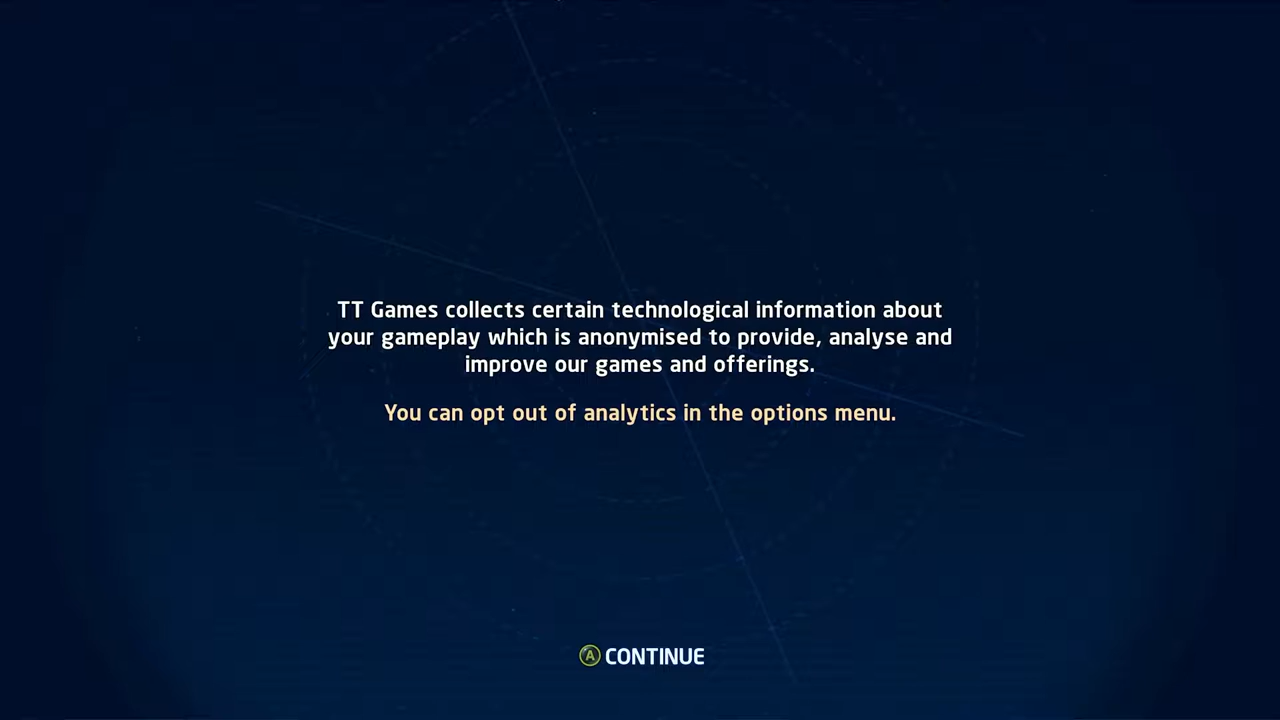 TT Games collects certain technological information about
your gameplay which is anonymised to provide, analyse and
improve our games and offerings.
You can opt out of analytics in the options menu.
A CONTINUE